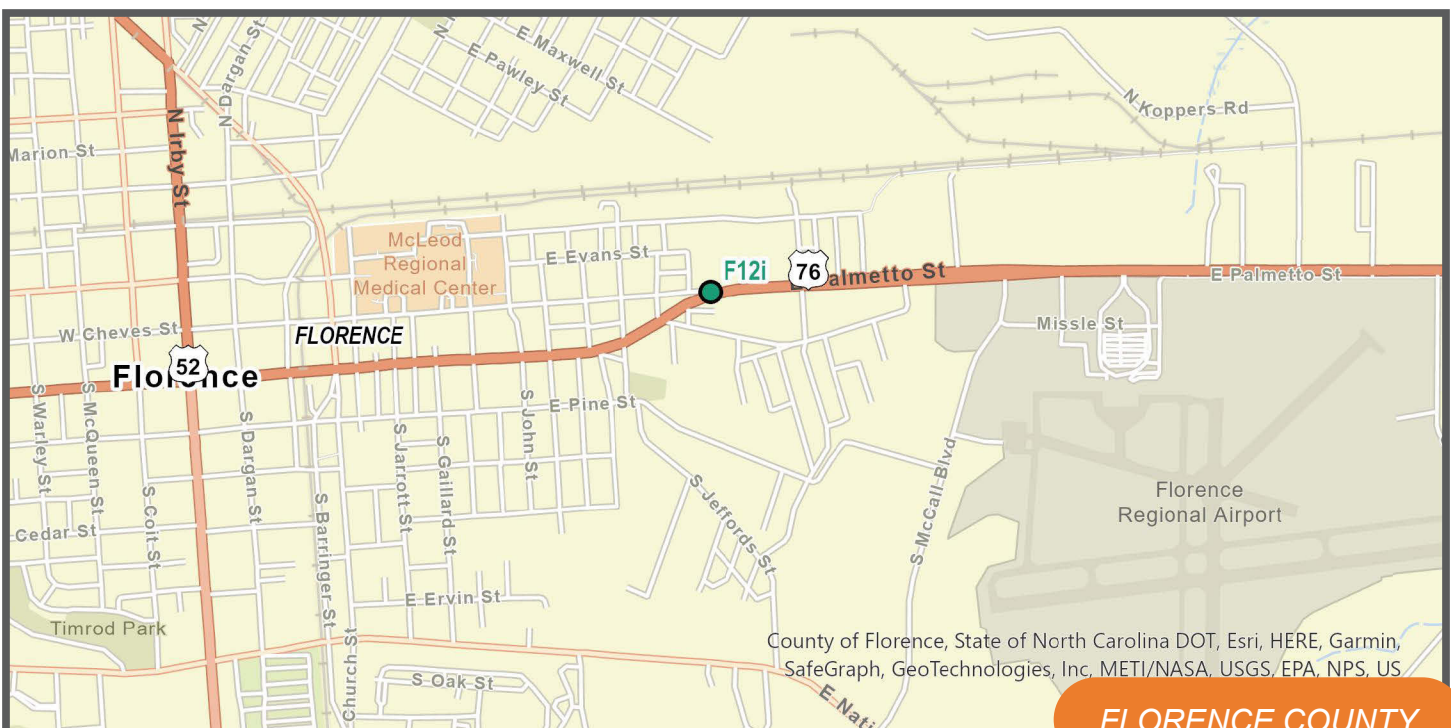 N Dargan St
N
N
E Maxwell St
E Pawley St
N Koppers Rd
N Irby St
Marion St
McLeod
Regional
Medical Center
E Evans St
F12i
76
Palmetto St
E Palmetto St
W Cheves St
FLORENCE
Missle St
52
Florence
S Warley St
S McQueen St
S Coit St
S Dargan St
S Barringer St
S Jarrott St
S Gaillard St
S John St
E Pine St
S Jeffords St
S McCall Blvd
Florence
Regional Airport
Cedar St
E Ervin St
Timrod Park
Church St
S Oak St
County of Florence, State of North Carolina DOT, Esri, HERE, Garmin,
SafeGraph, GeoTechnologies, Inc, METI/NASA, USGS, EPA, NPS, US
E Nati
FLORENCE COUNTY